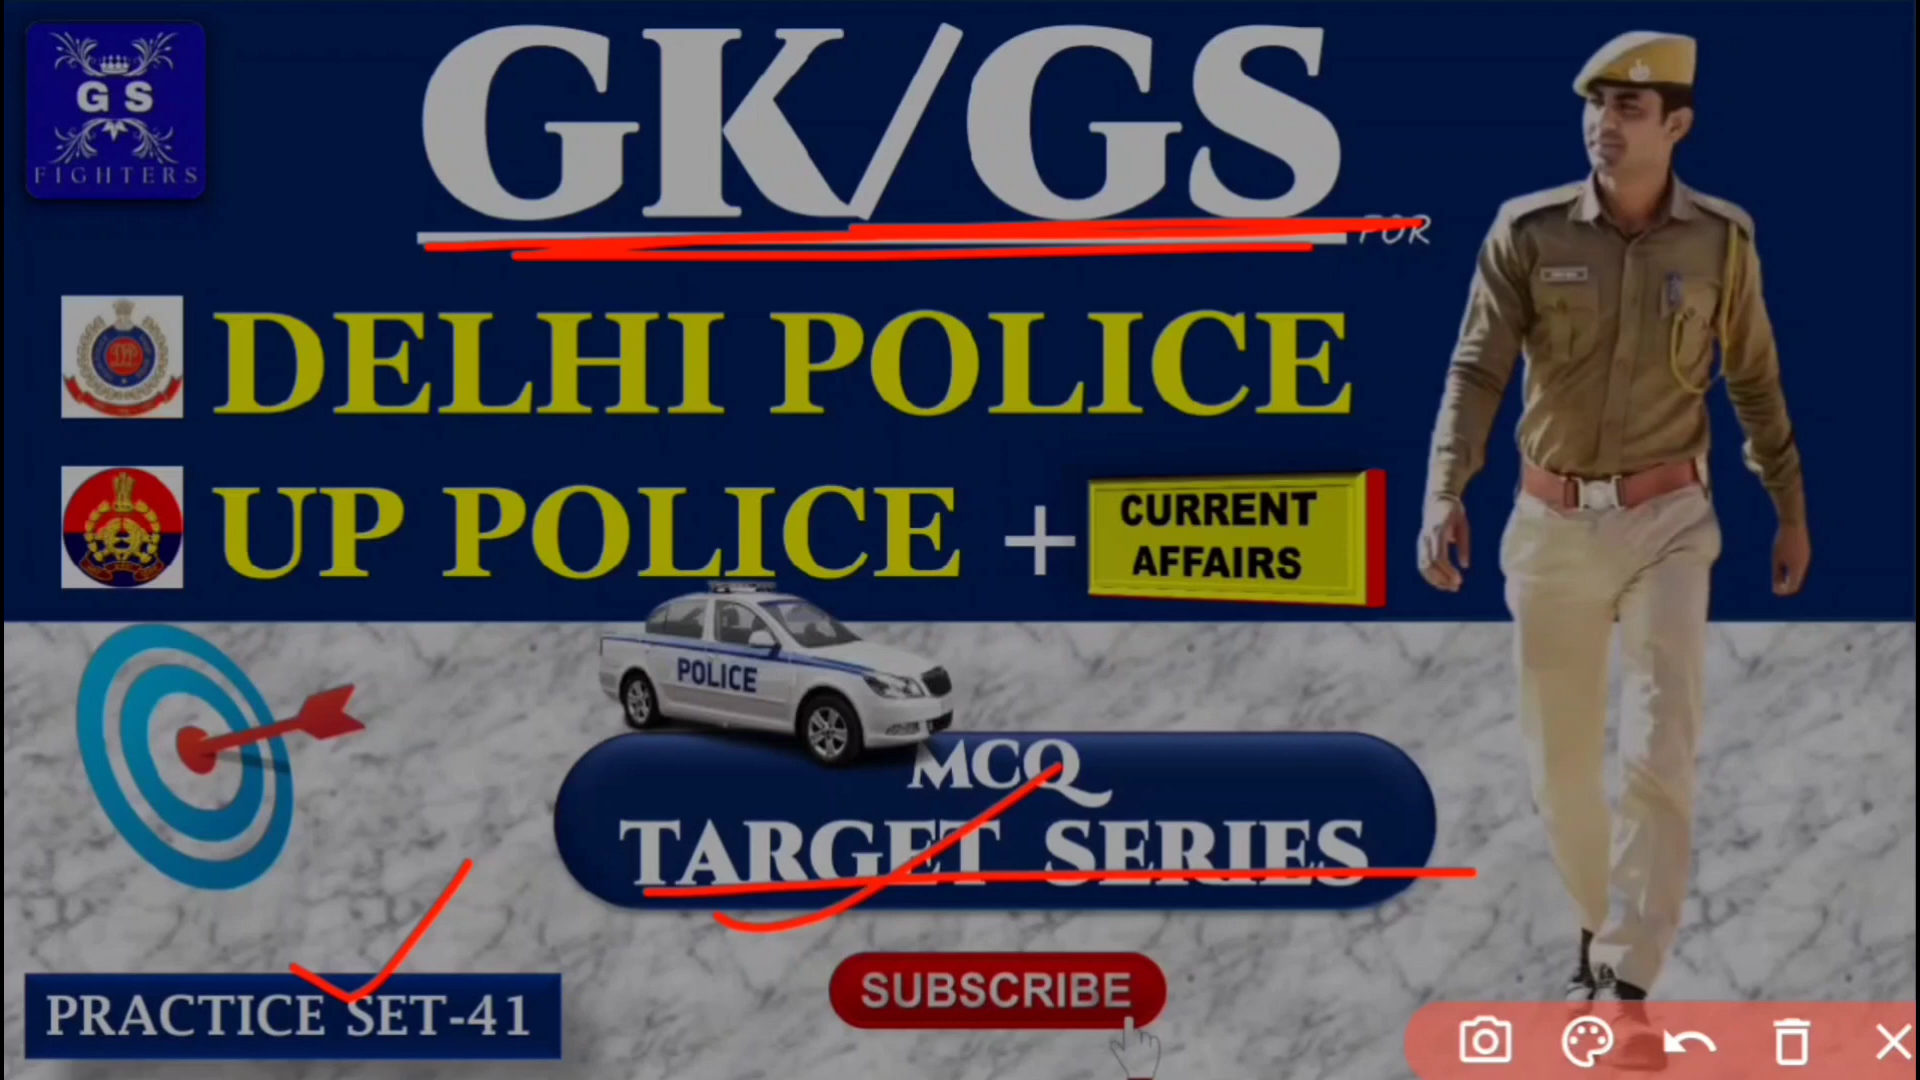 GS
FIGHTERS
GK/GS
FOR
DELHI POLICE
UP POLICE + CURRENT
AFFAIRS
POLICE
MCQ
TARGET SERIES
PRACTICE SET-41
SUBSCRIBE